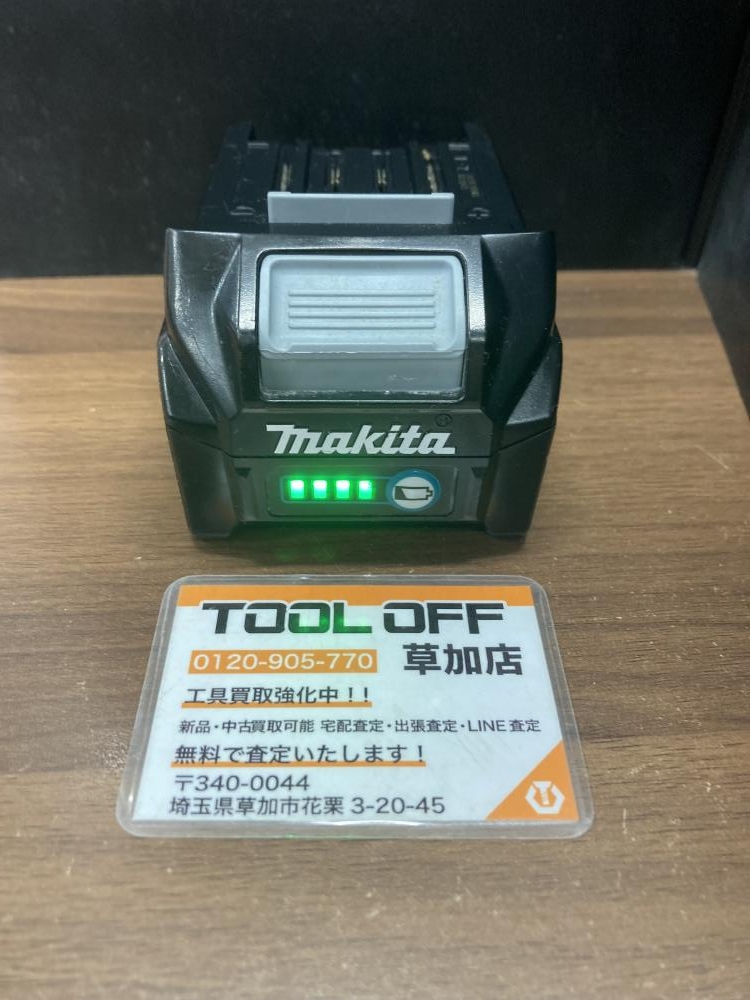 makita
TOOL OFF
0120-905-770 草加店
工具買取強化中！！
新品・中古買取可能 宅配査定・出張査定・LINE査定
無料で査定いたします！
〒340-0044
埼玉県草加市花栗 3-20-45